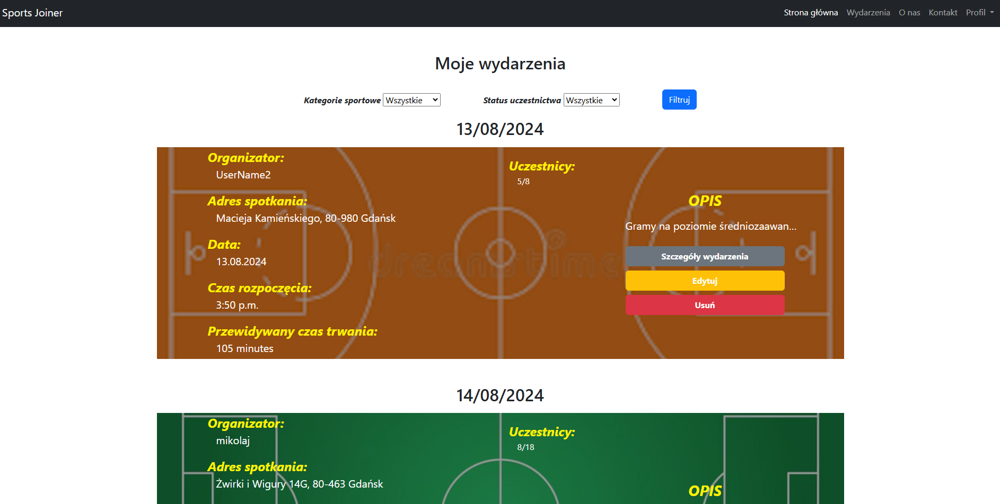 Sports Joiner
Strona główna Wydarzenia O nas Kontakt Profil
Moje wydarzenia
Kategorie sportowe Wszystkie Status uczestnictwa Wszystkie Filtruj
13/08/2024
Organizator:
UserName2
Adres spotkania:
Macieja Kamieńskiego, 80-980 Gdańsk
Data:
13.08.2024
Czas rozpoczęcia:
3:50 p.m.
Przewidywany czas trwania:
105 minutes
Uczestnicy:
5/8
OPIS
Gramy na poziomie średniozaawan...
Szczegóły wydarzenia
Edytuj
Usuń
dreamstime
14/08/2024
Organizator:
mikolaj
Adres spotkania:
Żwirki i Wigury 14G, 80-463 Gdańsk
Uczestnicy:
8/18
OPIS